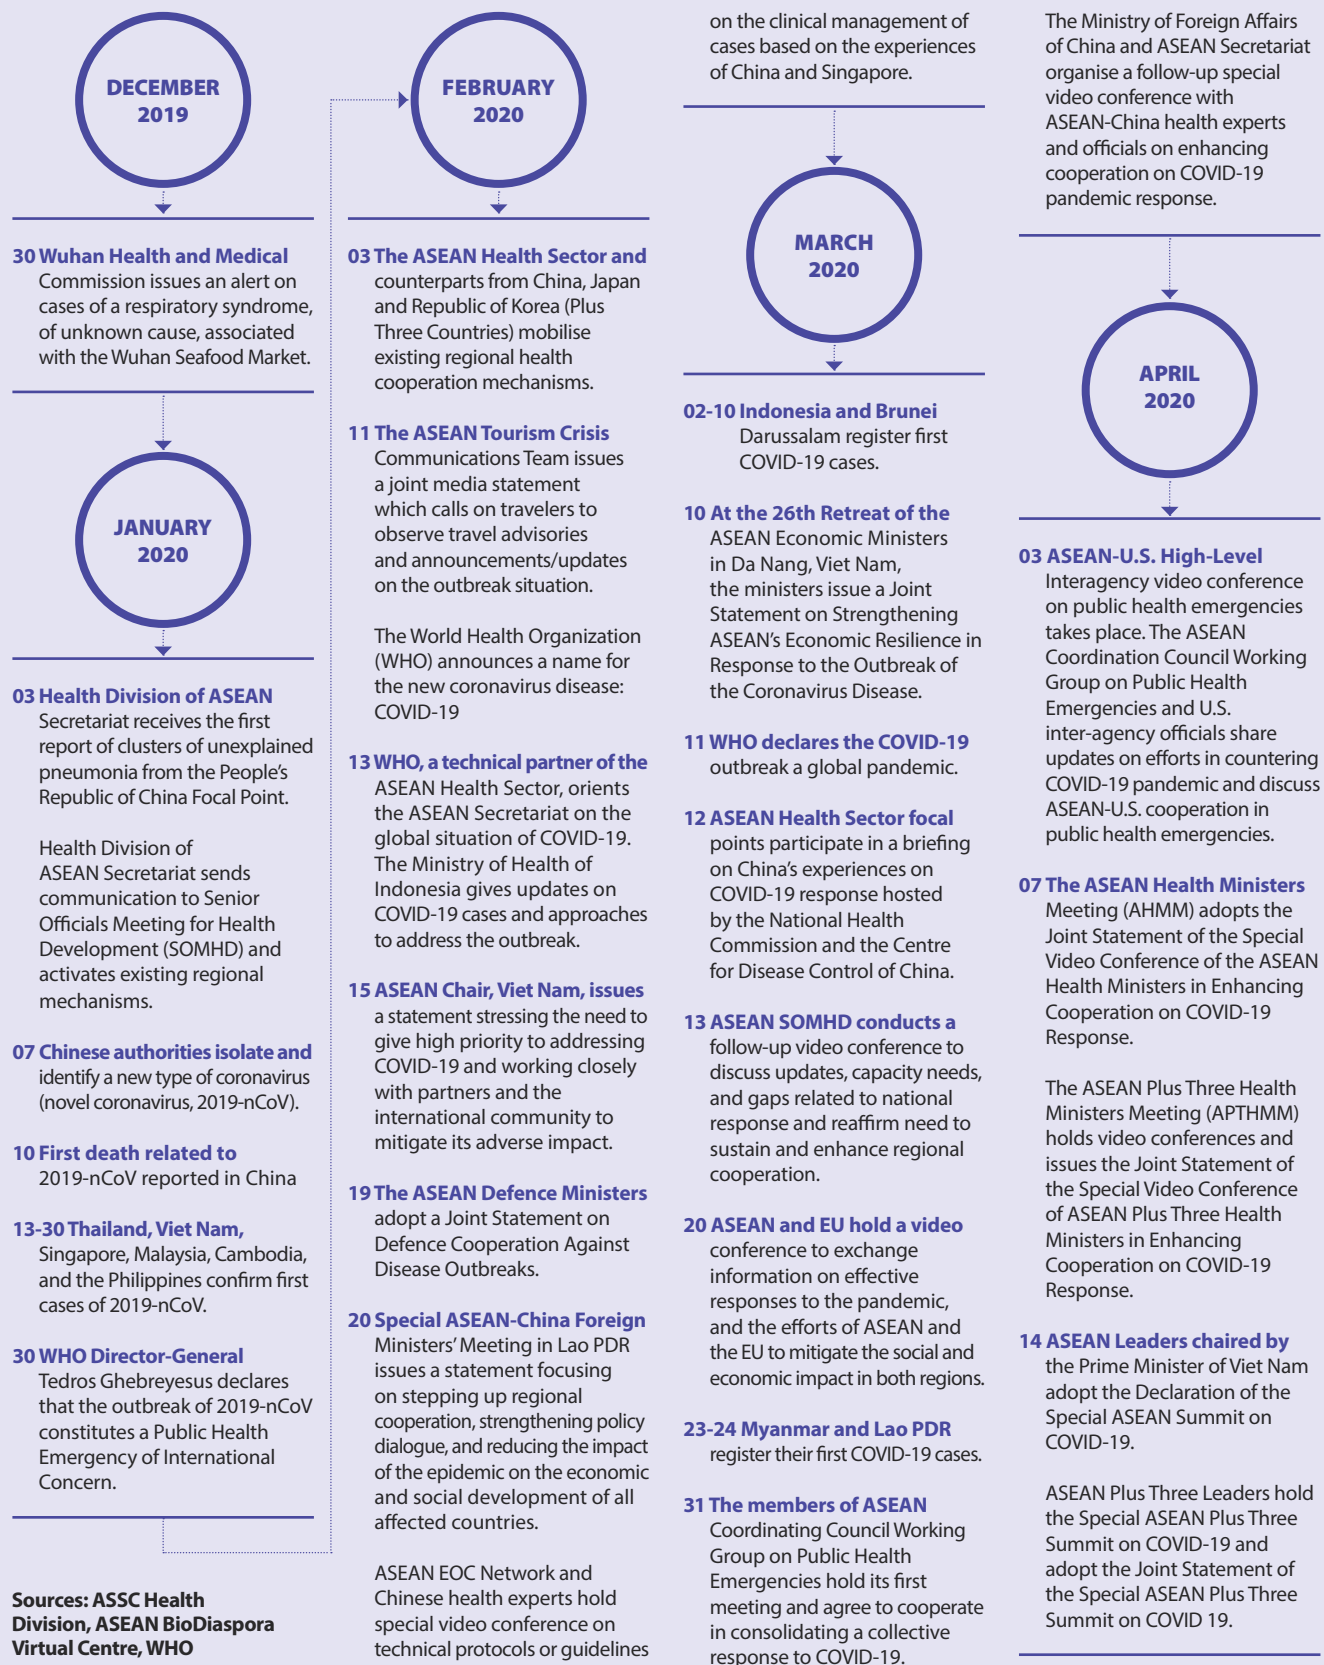 DECEMBER
2019
30 Wuhan Health and Medical
Commission issues an alert on
cases of a respiratory syndrome,
of unknown cause, associated
with the Wuhan Seafood Market.
JANUARY
2020
03 Health Division of ASEAN
Secretariat receives the first
report of clusters of unexplained
pneumonia from the People's
Republic of China Focal Point.
Health Division of
ASEAN Secretariat sends
communication to Senior
Officials Meeting for Health
Development (SOMHD) and
activates existing regional
mechanisms.
07 Chinese authorities isolate and
identify a new type of coronavirus
(novel coronavirus, 2019-nCoV).
10 First death related to
2019-nCoV reported in China
13-30 Thailand, Viet Nam,
Singapore, Malaysia, Cambodia,
and the Philippines confirm first
cases of 2019-nCoV.
30 WHO Director-General
Tedros Ghebreyesus declares
that the outbreak of 2019-nCoV
constitutes a Public Health
Emergency of International
Concern.
Sources: ASSC Health
Division, ASEAN BioDiaspora
Virtual Centre, WHO
FEBRUARY
2020
03 The ASEAN Health Sector and
counterparts from China, Japan
and Republic of Korea (Plus
Three Countries) mobilise
existing regional health
cooperation mechanisms.
11 The ASEAN Tourism Crisis
Communications Team issues
a joint media statement
which calls on travelers to
observe travel advisories
and announcements/updates
on the outbreak situation.
The World Health Organization
(WHO) announces a name for
the new coronavirus disease:
COVID-19
13 WHO, a technical partner of the
ASEAN Health Sector, orients
the ASEAN Secretariat on the
global situation of COVID-19.
The Ministry of Health of
Indonesia gives updates on
COVID-19 cases and approaches
to address the outbreak.
15 ASEAN Chair, Viet Nam, issues
a statement stressing the need to
give high priority to addressing
COVID-19 and working closely
with partners and the
international community to
mitigate its adverse impact.
19 The ASEAN Defence Ministers
adopt a Joint Statement on
Defence Cooperation Against
Disease Outbreaks.
20 Special ASEAN-China Foreign
Ministers' Meeting in Lao PDR
issues a statement focusing
on stepping up regional
cooperation, strengthening policy
dialogue, and reducing the impact
of the epidemic on the economic
and social development of all
affected countries.
ASEAN EOC Network and
Chinese health experts hold
special video conference on
technical protocols or guidelines
on the clinical management of
cases based on the experiences
of China and Singapore.
MARCH
2020
02-10 Indonesia and Brunei
Darussalam register first
COVID-19 cases.
10 At the 26th Retreat of the
ASEAN Economic Ministers
in Da Nang, Viet Nam,
the ministers issue a Joint
Statement on Strengthening
ASEAN's Economic Resilience in
Response to the Outbreak of
the Coronavirus Disease.
11 WHO declares the COVID-19
outbreak a global pandemic.
12 ASEAN Health Sector focal
points participate in a briefing
on China's experiences on
COVID-19 response hosted
by the National Health
Commission and the Centre
for Disease Control of China.
13 ASEAN SOMHD conducts a
follow-up video conference to
discuss updates, capacity needs,
and gaps related to national
response and reaffirm need to
sustain and enhance regional
cooperation.
20 ASEAN and EU hold a video
conference to exchange
information on effective
responses to the pandemic,
and the efforts of ASEAN and
the EU to mitigate the social and
economic impact in both regions.
23-24 Myanmar and Lao PDR
register their first COVID-19 cases.
31 The members of ASEAN
Coordinating Council Working
Group on Public Health
Emergencies hold its first
meeting and agree to cooperate
in consolidating a collective
response to COVID-19.
The Ministry of Foreign Affairs
of China and ASEAN Secretariat
organise a follow-up special
video conference with
ASEAN-China health experts
and officials on enhancing
cooperation on COVID-19
pandemic response.
APRIL
2020
03 ASEAN-U.S. High-Level
Interagency video conference
on public health emergencies
takes place. The ASEAN
Coordination Council Working
Group on Public Health
Emergencies and U.S.
inter-agency officials share
updates on efforts in countering
COVID-19 pandemic and discuss
ASEAN-U.S. cooperation in
public health emergencies.
07 The ASEAN Health Ministers
Meeting (AHMM) adopts the
Joint Statement of the Special
Video Conference of the ASEAN
Health Ministers in Enhancing
Cooperation on COVID-19
Response.
The ASEAN Plus Three Health
Ministers Meeting (APTHMM)
holds video conferences and
issues the Joint Statement of
the Special Video Conference
of ASEAN Plus Three Health
Ministers in Enhancing
Cooperation on COVID-19
Response.
14 ASEAN Leaders chaired by
the Prime Minister of Viet Nam
adopt the Declaration of the
Special ASEAN Summit on
COVID-19.
ASEAN Plus Three Leaders hold
the Special ASEAN Plus Three
Summit on COVID-19 and
adopt the Joint Statement of
the Special ASEAN Plus Three
Summit on COVID 19.